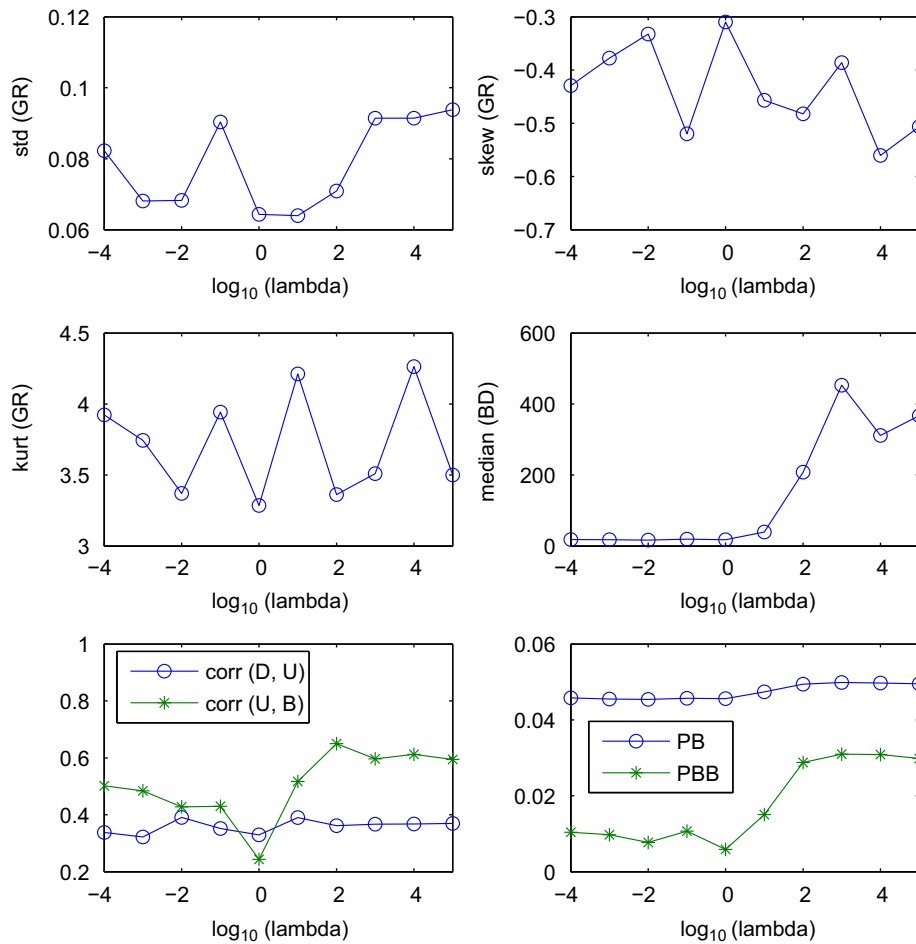 0.12
0.1
0.08
0.06
std (GR)
−4 −2 0 2 4
log10 (lambda)
−0.3
−0.4
−0.5
−0.6
−0.7
skew (GR)
−4 −2 0 2 4
log10 (lambda)
4.5
4
3.5
3
kurt (GR)
−4 −2 0 2 4
log10 (lambda)
600
400
200
0
median (BD)
−4 −2 0 2 4
log10 (lambda)
1
0.8
0.6
0.4
0.2
corr (D, U)
corr (U, B)
−4 −2 0 2 4
log10 (lambda)
0.06
0.04
0.02
0
PB
PBB
−4 −2 0 2 4
log10 (lambda)